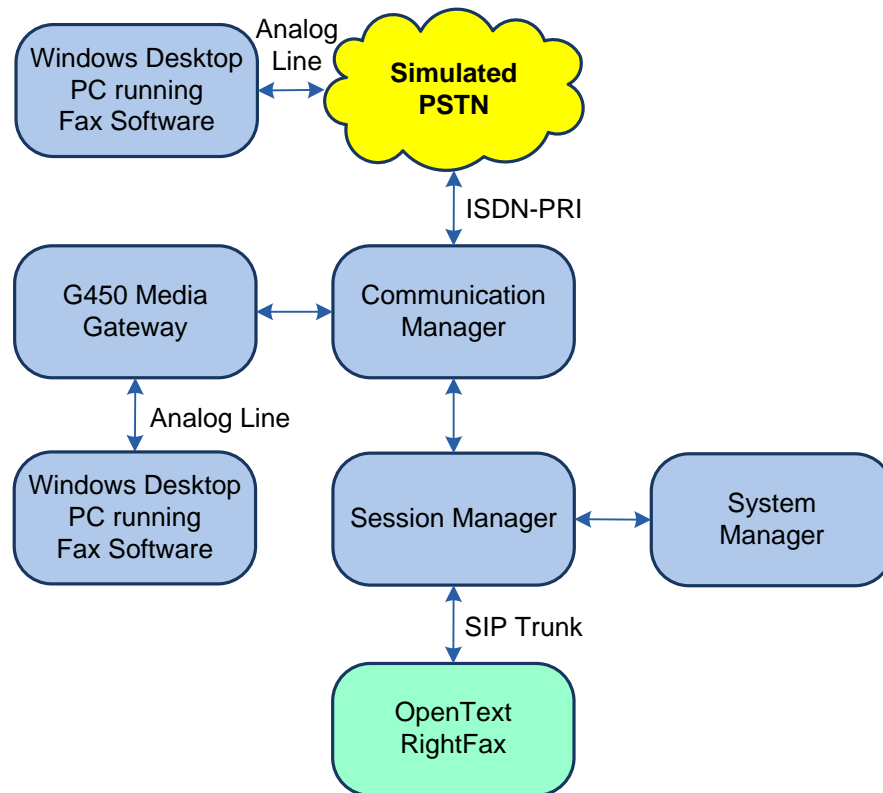 Analog
Line
Windows Desktop
PC running
Fax Software
Simulated
PSTN
ISDN-PRI
G450 Media
Gateway
Communication
Manager
Analog Line
Windows Desktop
PC running
Fax Software
Session Manager
System
Manager
SIP Trunk
OpenText
RightFax